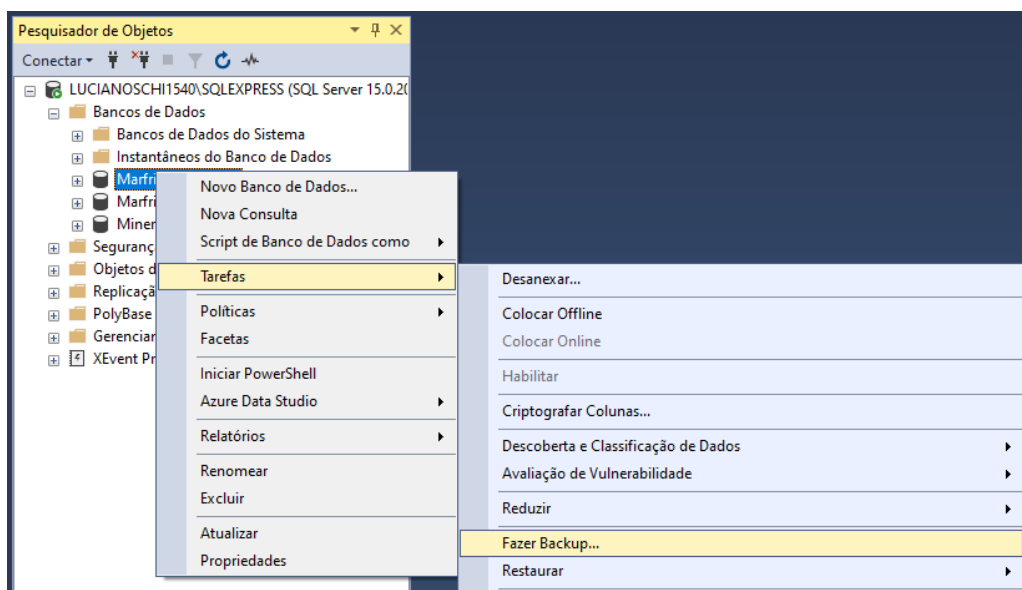 Pesquisador de Objetos
Conectar
LUCIANOSCHI1540\SQLEXPRESS (SQL Server 15.0.20
Bancos de Dados
Bancos de Dados do Sistema
Instantâneos do Banco de Dados
Marfri
Marfri
Miner
Seguranç
Objetos d
Replicaçã
PolyBase
Gerenciar
XEvent Pr
Novo Banco de Dados...
Nova Consulta
Script de Banco de Dados como
Tarefas
Políticas
Facetas
Iniciar PowerShell
Azure Data Studio
Relatórios
Renomear
Excluir
Atualizar
Propriedades
Desanexar...
Colocar Offline
Colocar Online
Habilitar
Criptografar Colunas...
Descoberta e Classificação de Dados
Avaliação de Vulnerabilidade
Reduzir
Fazer Backup...
Restaurar